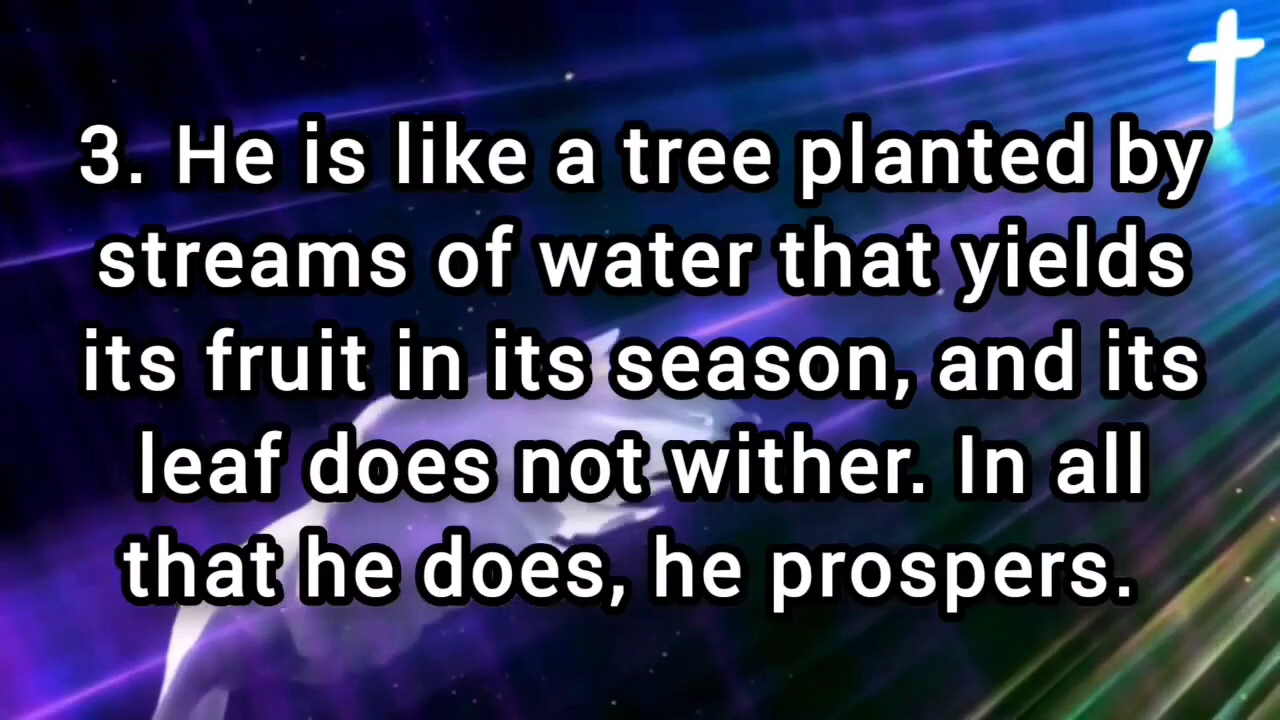 3. He is like a tree planted by
streams of water that yields
its fruit in its season, and its
leaf does not wither. In all
that he does, he prospers.